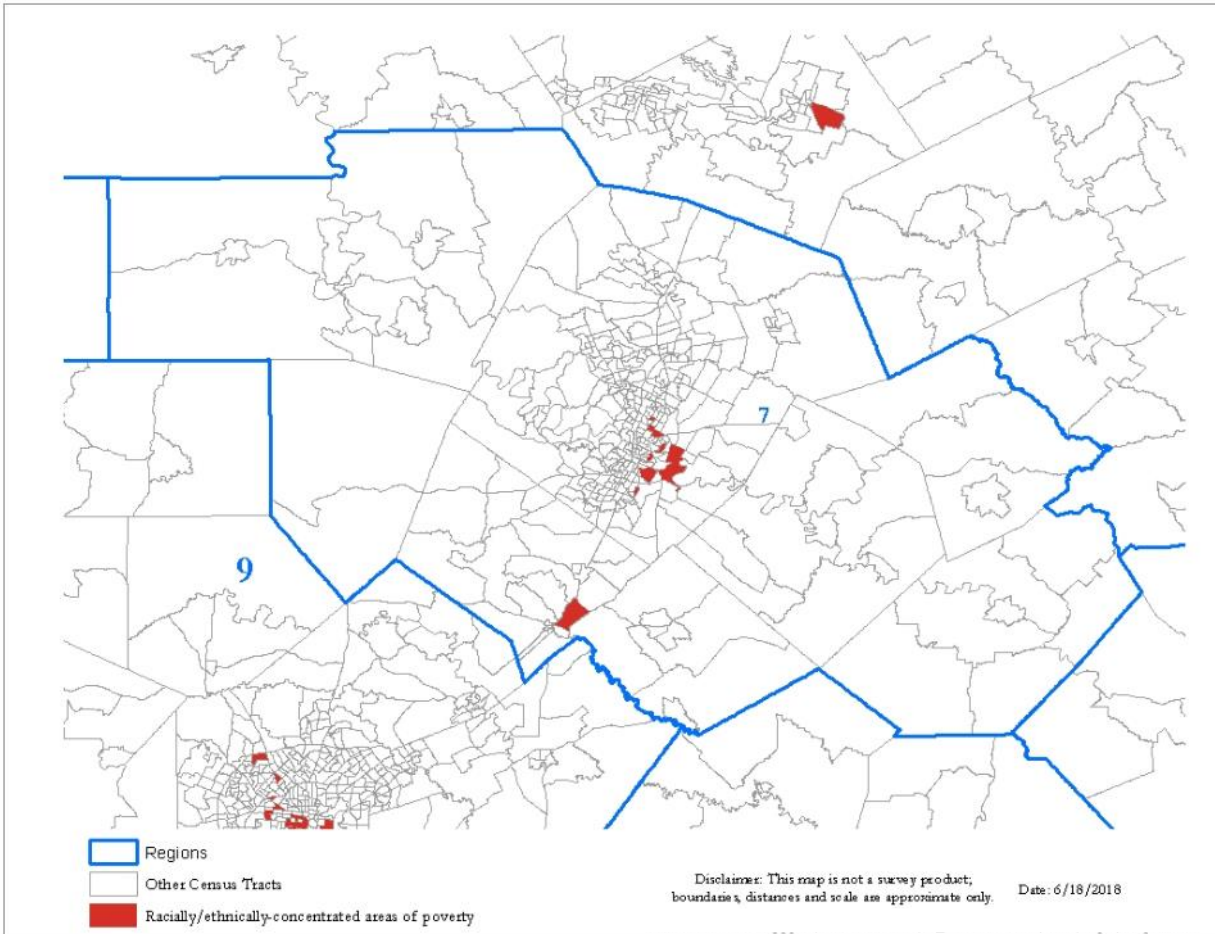 7
9
Regions
Other Census Tracts
Racially/ethnically-concentrated areas of poverty
Disclaimer: This map is not a survey product;
boundaries, distances and scale are approximate only.
Date: 6/18/2018